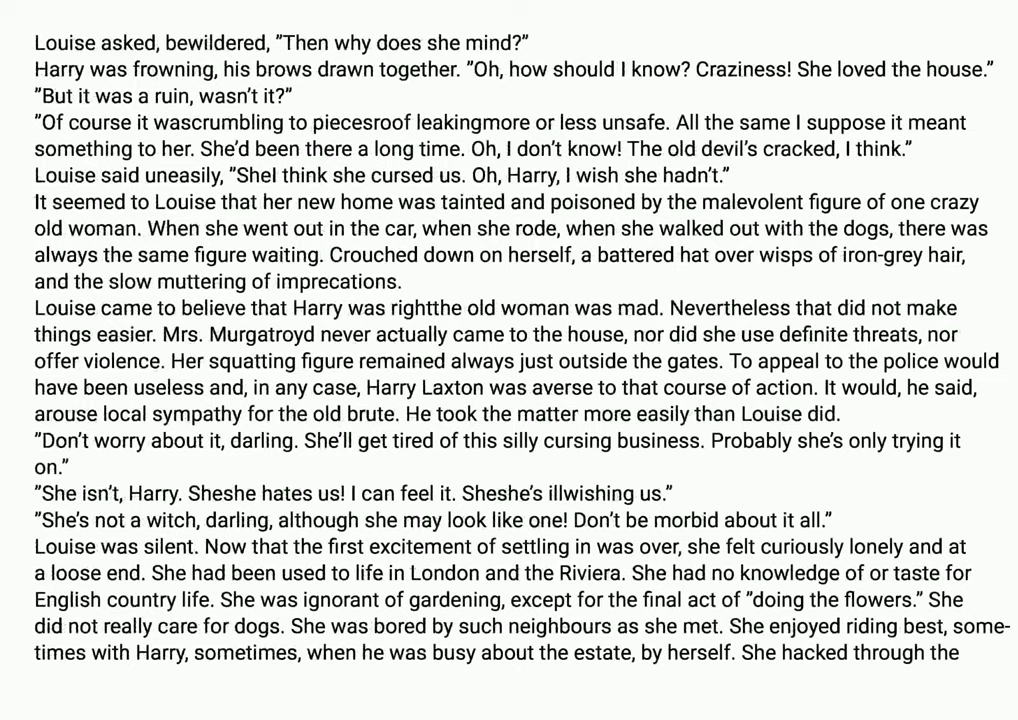 Louise asked, bewildered, ”Then why does she mind?”
Harry was frowning, his brows drawn together. ”Oh, how should I know? Craziness! She loved the house.”
”But it was a ruin, wasn’t it?”
”Of course it wascrumbling to piecesroof leakingmore or less unsafe. All the same I suppose it meant
something to her. She’d been there a long time. Oh, I don’t know! The old devil’s cracked, I think.”
Louise said uneasily, ”SheI think she cursed us. Oh, Harry, I wish she hadn’t.”
It seemed to Louise that her new home was tainted and poisoned by the malevolent figure of one crazy
old woman. When she went out in the car, when she rode, when she walked out with the dogs, there was
always the same figure waiting. Crouched down on herself, a battered hat over wisps of iron-grey hair,
and the slow muttering of imprecations.
Louise came to believe that Harry was rightthe old woman was mad. Nevertheless that did not make
things easier. Mrs. Murgatroyd never actually came to the house, nor did she use definite threats, nor
offer violence. Her squatting figure remained always just outside the gates. To appeal to the police would
have been useless and, in any case, Harry Laxton was averse to that course of action. It would, he said,
arouse local sympathy for the old brute. He took the matter more easily than Louise did.
”Don’t worry about it, darling. She’ll get tired of this silly cursing business. Probably she’s only trying it
on.”
”She isn’t, Harry. Sheshe hates us! I can feel it. Sheshe’s illwishing us.”
”She’s not a witch, darling, although she may look like one! Don’t be morbid about it all.”
Louise was silent. Now that the first excitement of settling in was over, she felt curiously lonely and at
a loose end. She had been used to life in London and the Riviera. She had no knowledge of or taste for
English country life. She was ignorant of gardening, except for the final act of ”doing the flowers.” She
did not really care for dogs. She was bored by such neighbours as she met. She enjoyed riding best, some-
times with Harry, sometimes, when he was busy about the estate, by herself. She hacked through the